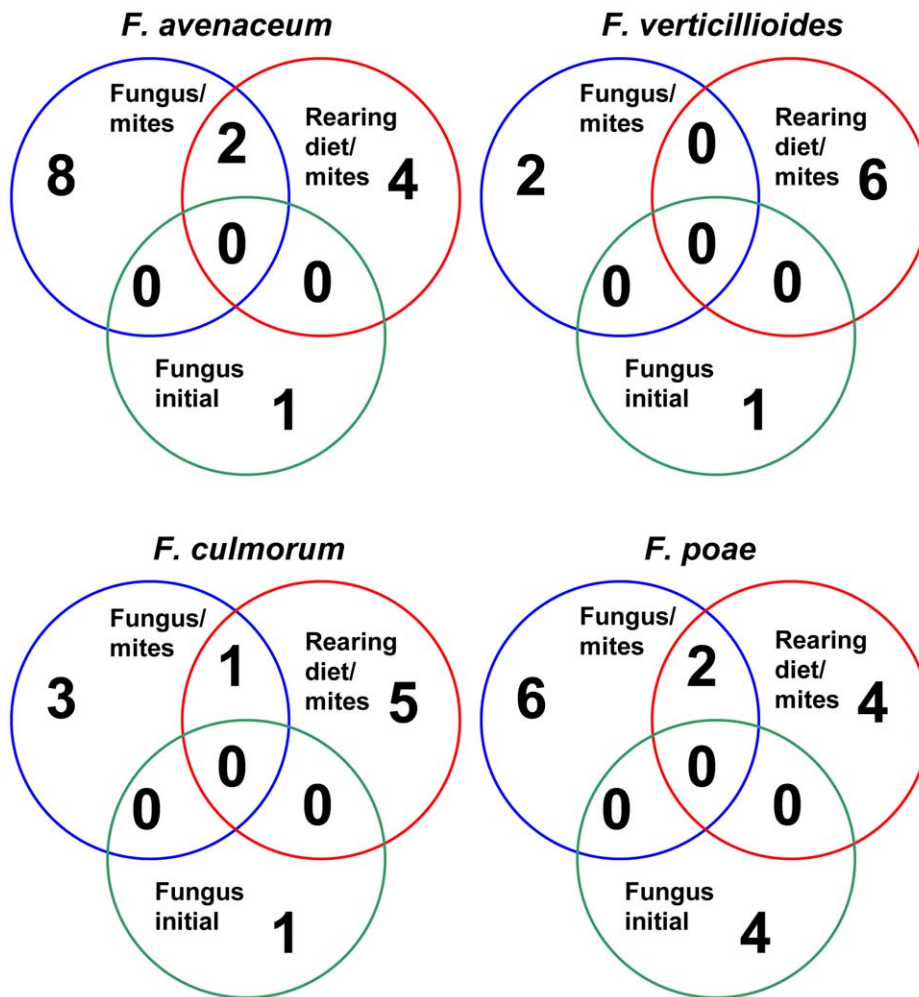 F. avenaceum
Fungus/
mites
8
2
Rearing
diet/
mites
4
0
0
0
Fungus
initial
1
F. verticillioides
Fungus/
mites
2
0
Rearing
diet/
mites
6
0
0
0
Fungus
initial
1
F. culmorum
Fungus/
mites
3
1
Rearing
diet/
mites
5
0
0
0
Fungus
initial
1
F. poae
Fungus/
mites
6
2
Rearing
diet/
mites
4
0
0
0
Fungus
initial
4